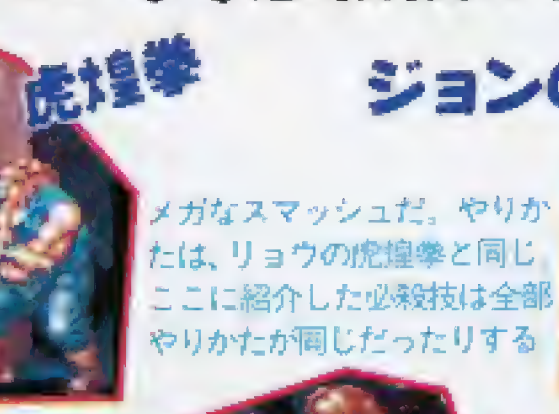 虎煌拳
ジョン
メガなスマッシュだ。やりか
たは、リョウの虎煌拳と同じ
ここに紹介した必殺技は全部
やりかたが同じだったりする